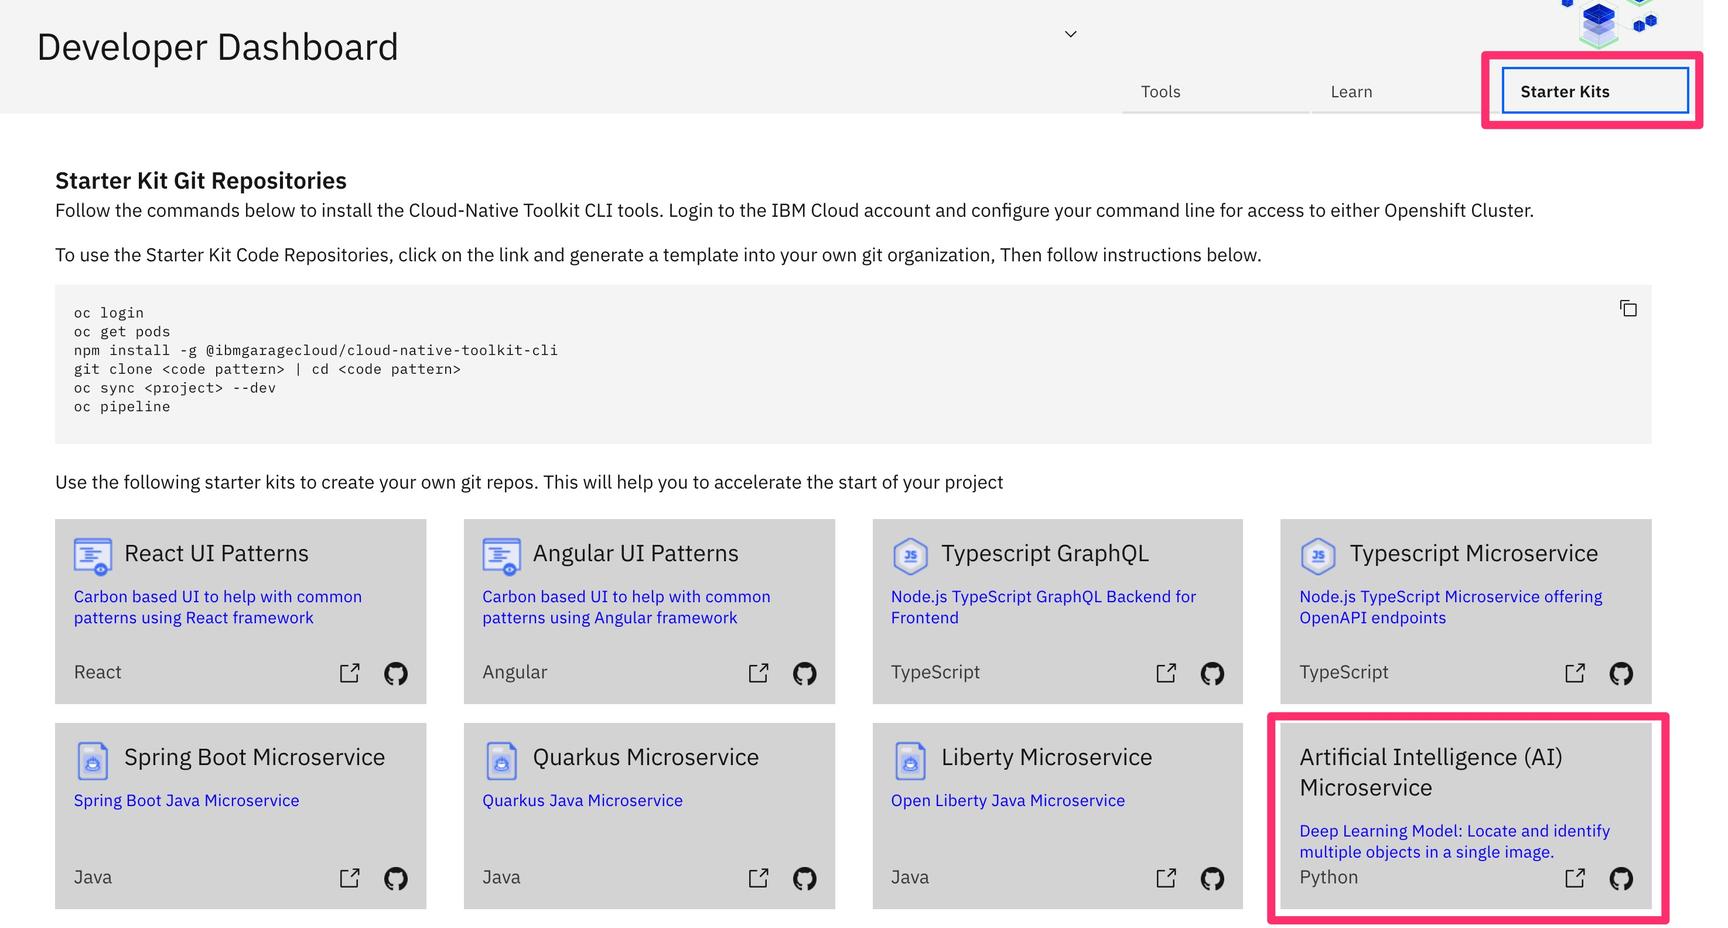 Developer Dashboard
Tools
Learn
Starter Kits
Starter Kit Git Repositories
Follow the commands below to install the Cloud-Native Toolkit CLI tools. Login to the IBM Cloud account and configure your command line for access to either Openshift Cluster.
To use the Starter Kit Code Repositories, click on the link and generate a template into your own git organization, Then follow instructions below.
oc login
oc get pods
npm install -g @ibmgaragecloud/cloud-native-toolkit-cli
git clone <code pattern> | cd <code pattern>
oc sync <project> --dev
oc pipeline
Use the following starter kits to create your own git repos. This will help you to accelerate the start of your project
React UI Patterns
Carbon based UI to help with common
patterns using React framework
React
Angular UI Patterns
Carbon based UI to help with common
patterns using Angular framework
Angular
JS
Typescript GraphQL
Node.js TypeScript GraphQL Backend for
Frontend
TypeScript
JS
Typescript Microservice
Node.js TypeScript Microservice offering
OpenAPI endpoints
TypeScript
Spring Boot Microservice
Spring Boot Java Microservice
Java
Quarkus Microservice
Quarkus Java Microservice
Java
Liberty Microservice
Open Liberty Java Microservice
Java
Artificial Intelligence (AI)
Microservice
Deep Learning Model: Locate and identify
multiple objects in a single image.
Python